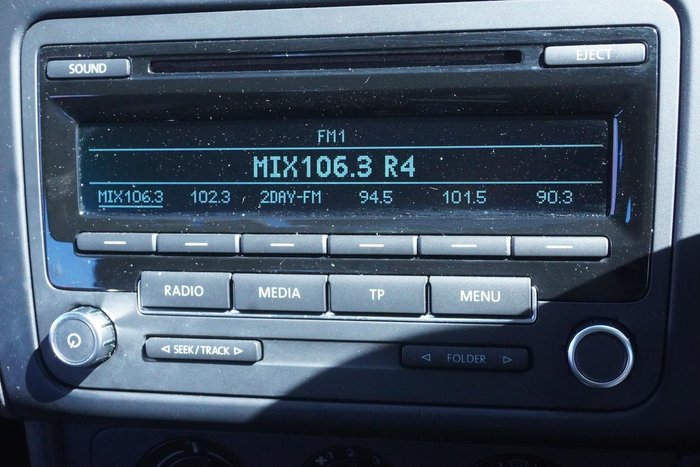 SOUND EJECT
FM1
MIX106.3 R4
MIX106.3 102.3 2DAY-FM 94.5 101.5 90.3
RADIO MEDIA TP MENU
SEEK/TRACK FOLDER